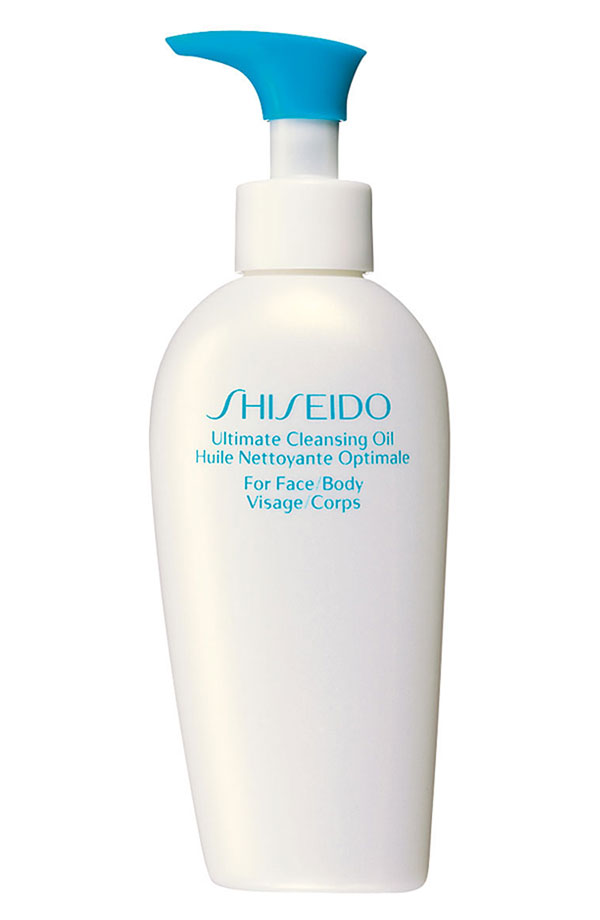 SHISEIDO
Ultimate Cleansing Oil
Huile Nettoyante Optimale
For Face/Body
Visage/Corps